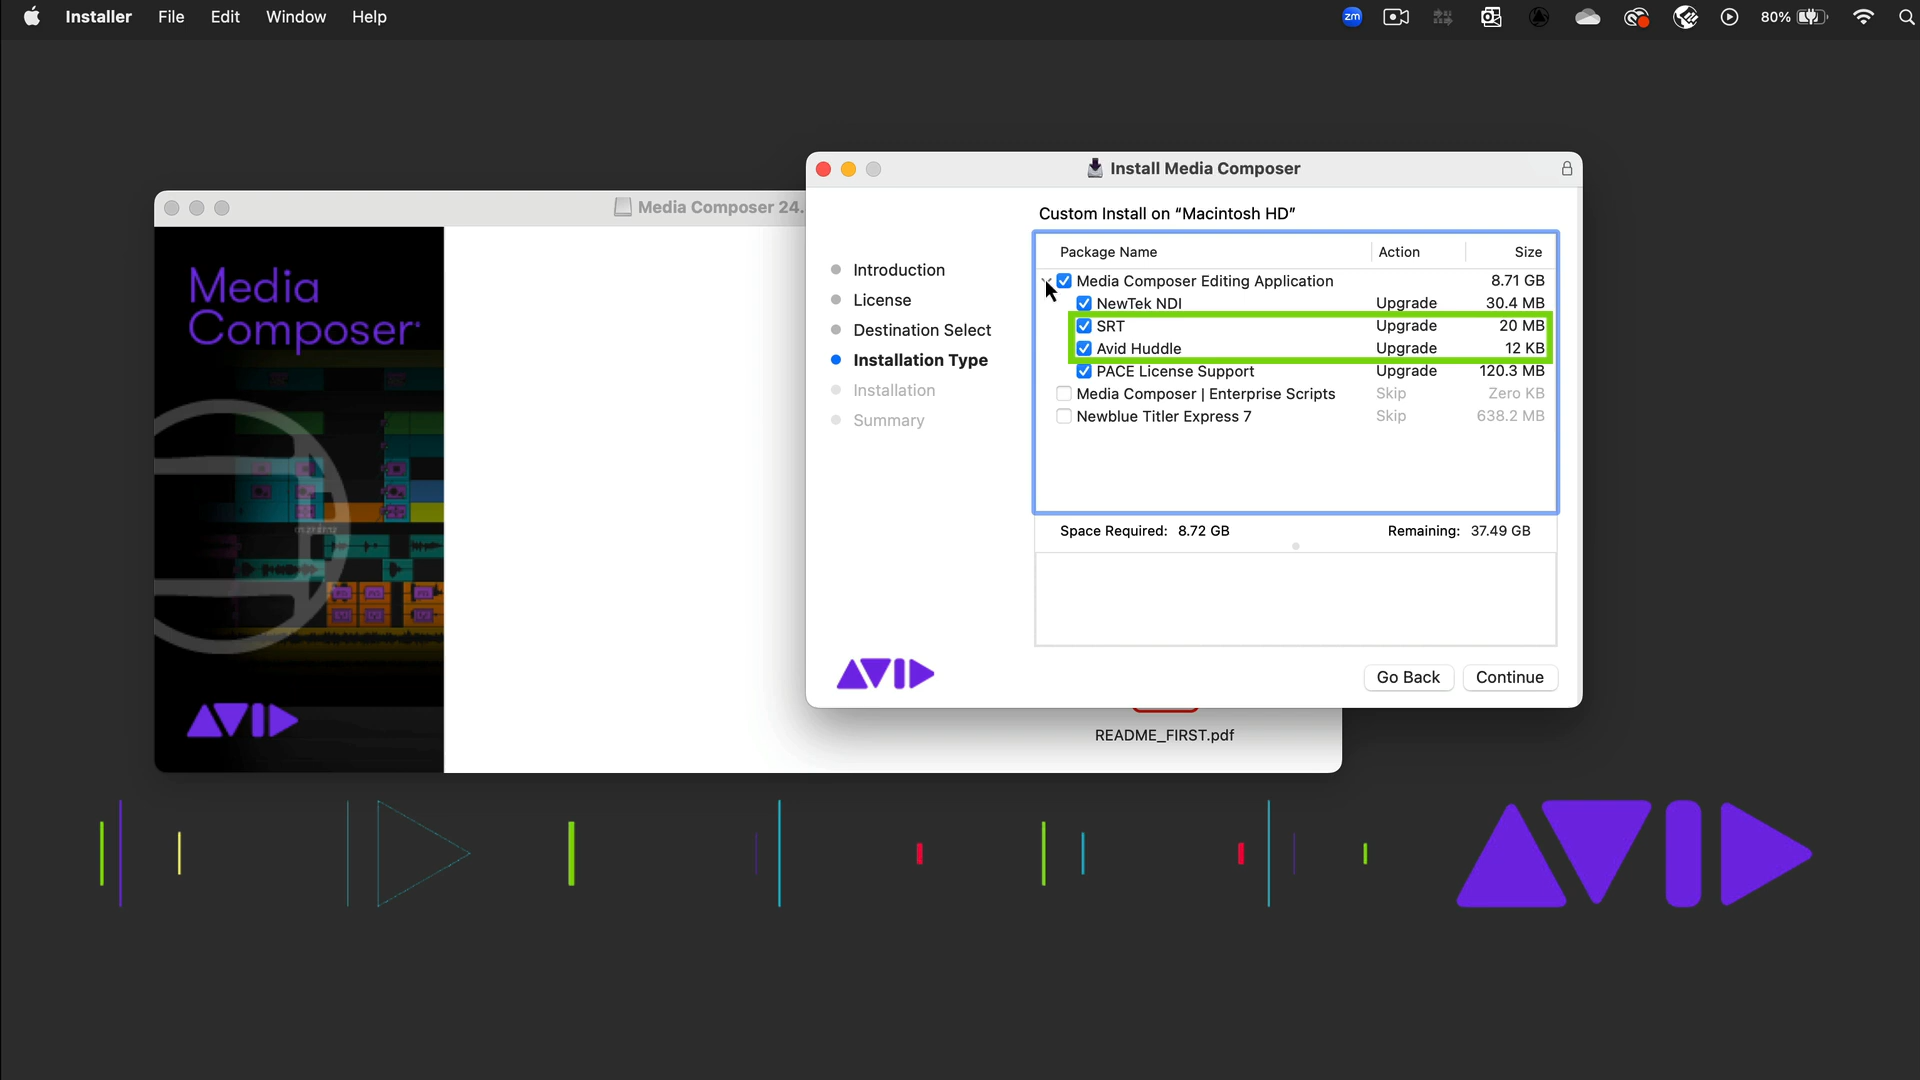 Installer File Edit Window Help
zm 80%
Install Media Composer
Media Composer 24.
Custom Install on “Macintosh HD”
Package Name Action Size
Media Composer Editing Application 8.71 GB
NewTek NDI Upgrade 30.4 MB
SRT Upgrade 20 MB
Avid Huddle Upgrade 12 KB
PACE License Support Upgrade 120.3 MB
Media Composer | Enterprise Scripts Skip Zero KB
Newblue Titler Express 7 Skip 638.2 MB
Introduction
License
Destination Select
Installation Type
Installation
Summary
Space Required: 8.72 GB Remaining: 37.49 GB
AVID
Go Back Continue
Media
Composer
AVID
README_FIRST.pdf
AVID